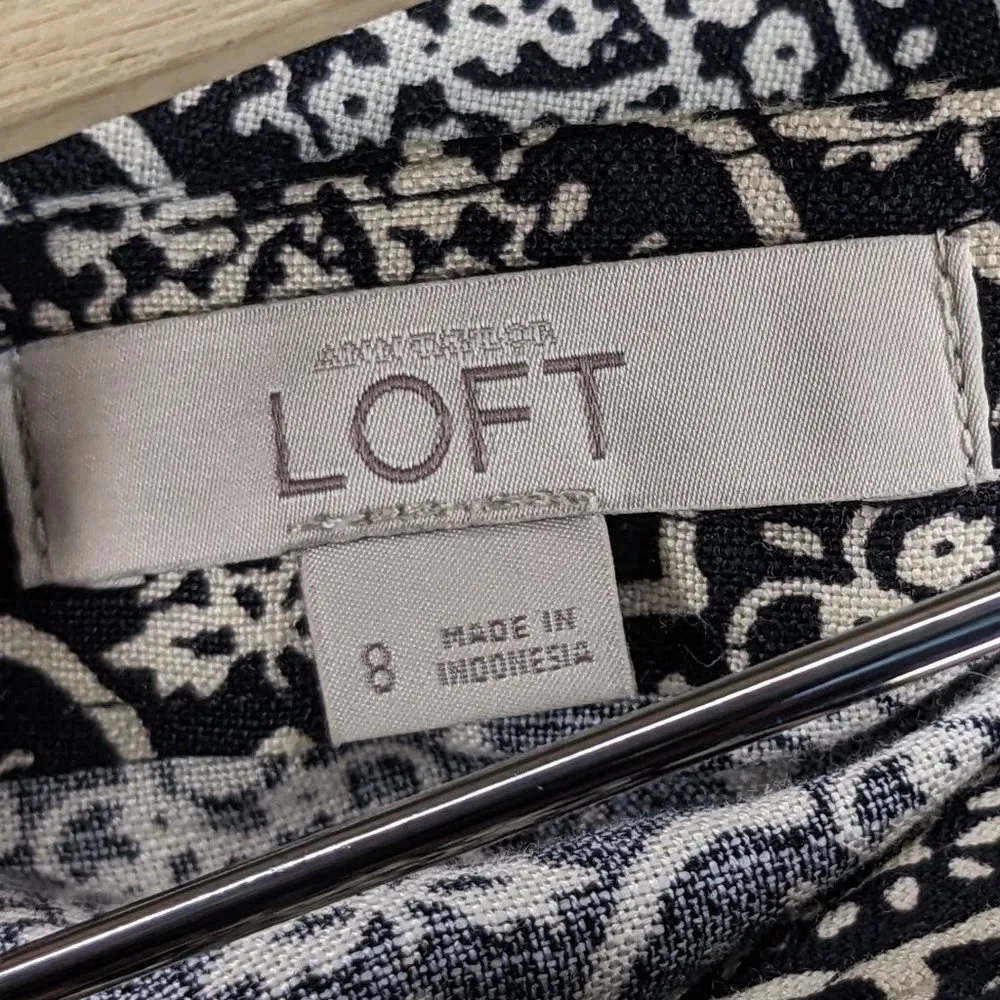 ANN TAYLOR
LOFT
8
MADE IN
INDONESIA